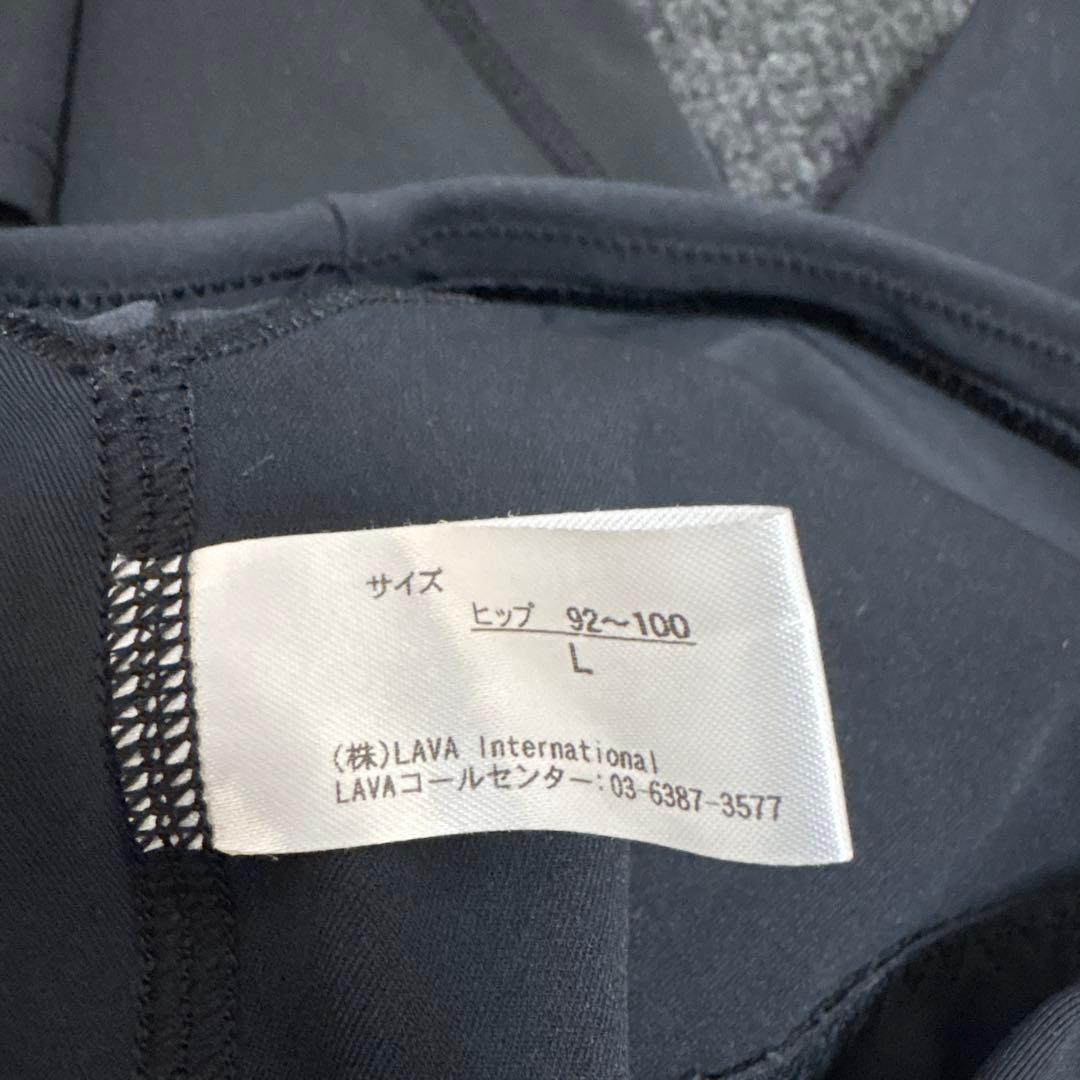 サイズ
ヒップ 92〜100
L
(株)LAVA International
LAVAコールセンター:03-6387-3577